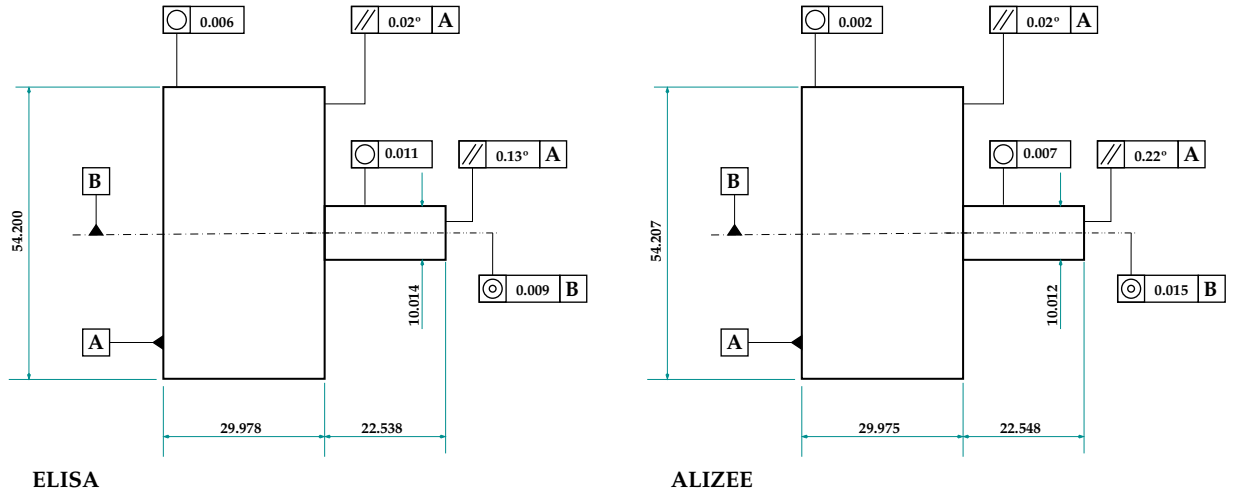 0.006
0.02° A
0.011
0.13° A
B
54.200
0.009 B
10.014
A
29.978
22.538
ELISA
0.002
0.02° A
0.007
0.22° A
B
54.207
0.015 B
10.012
A
29.975
22.548
ALIZEE